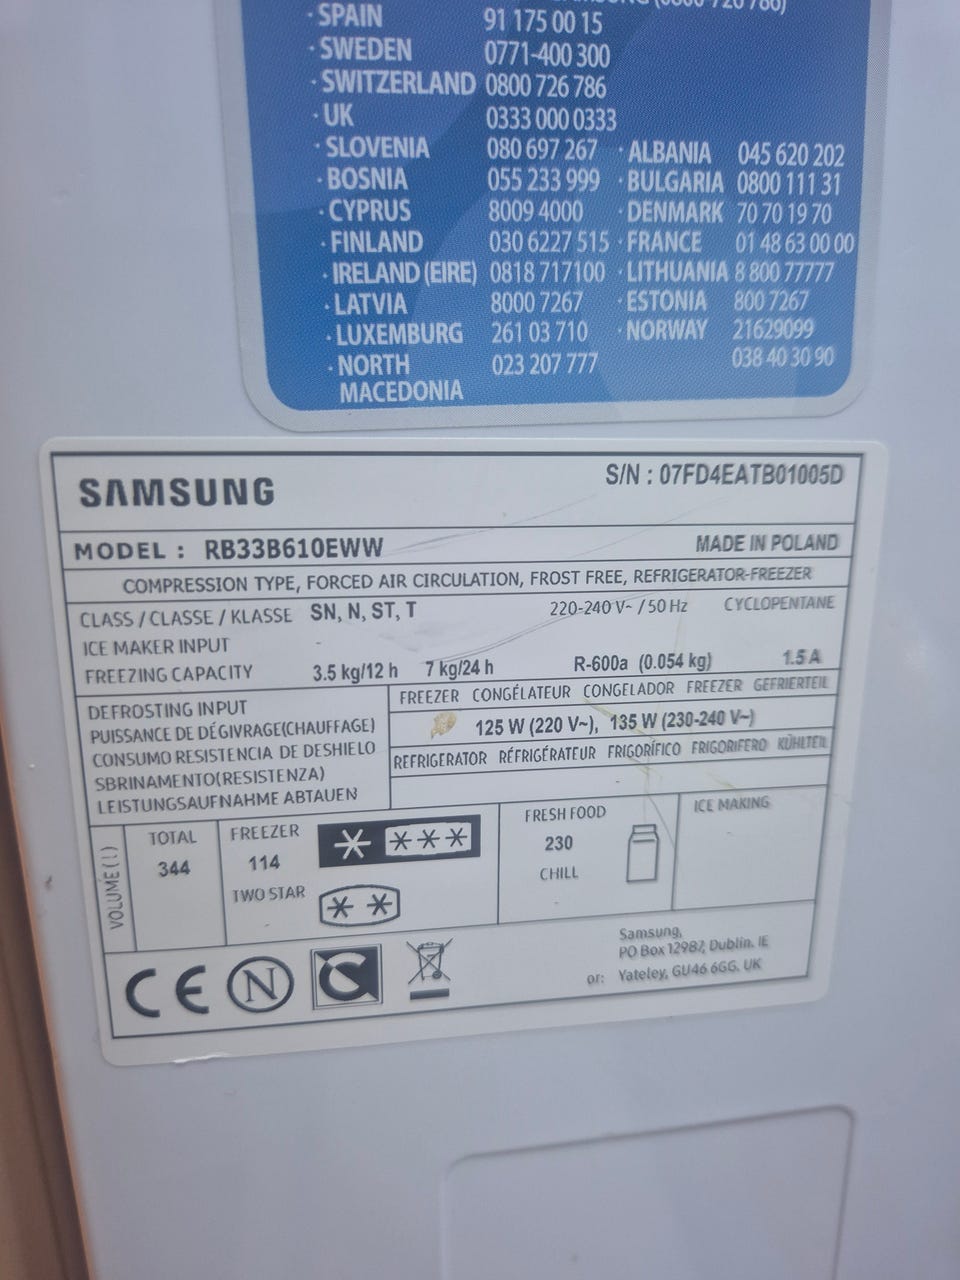 · SPAIN 91 175 00 15
· SWEDEN 0771-400 300
· SWITZERLAND 0800 726 786
· UK 0333 000 0333
· SLOVENIA 080 697 267 · ALBANIA 045 620 202
· BOSNIA 055 233 999 · BULGARIA 0800 111 31
· CYPRUS 8009 4000 · DENMARK 70 70 19 70
· FINLAND 030 6227 515 · FRANCE 01 48 63 00 00
· IRELAND (EIRE) 0818 717100 · LITHUANIA 8 800 77777
· LATVIA 8000 7267 · ESTONIA 800 7267
· LUXEMBURG 261 03 710 · NORWAY 21629099
· NORTH 023 207 777 038 40 30 90
MACEDONIA
SAMSUNG S/N : 07FD4EATB01005D
MODEL : RB33B610EWW MADE IN POLAND
COMPRESSION TYPE, FORCED AIR CIRCULATION, FROST FREE, REFRIGERATOR-FREEZER
CLASS / CLASSE / KLASSE SN, N, ST, T 220-240 V~ / 50 Hz CYCLOPENTANE
ICE MAKER INPUT -
FREEZING CAPACITY 3.5 kg/12 h 7 kg/24 h R-600a (0.054 kg) 1.5 A
DEFROSTING INPUT
PUISSANCE DE DÉGIVRAGE(CHAUFFAGE)
CONSUMO RESISTENCIA DE DESHIELO
SBRINAMENTO(RESISTENZA)
LEISTUNGSAUFNAHME ABTAUEN
FREEZER CONGÉLATEUR CONGELADOR FREEZER GEFRIERTEIL
125 W (220 V~), 135 W (230-240 V~)
REFRIGERATOR RÉFRIGÉRATEUR FRIGORÍFICO FRIGORIFERO KÜHLTEIL
-
VOLUME ( l )
TOTAL
344
FREEZER
114
TWO STAR
-
FRESH FOOD
230
CHILL
-
ICE MAKING
-
CE N
Samsung,
PO Box 12987, Dublin. IE
or: Yateley, GU46 6GG. UK